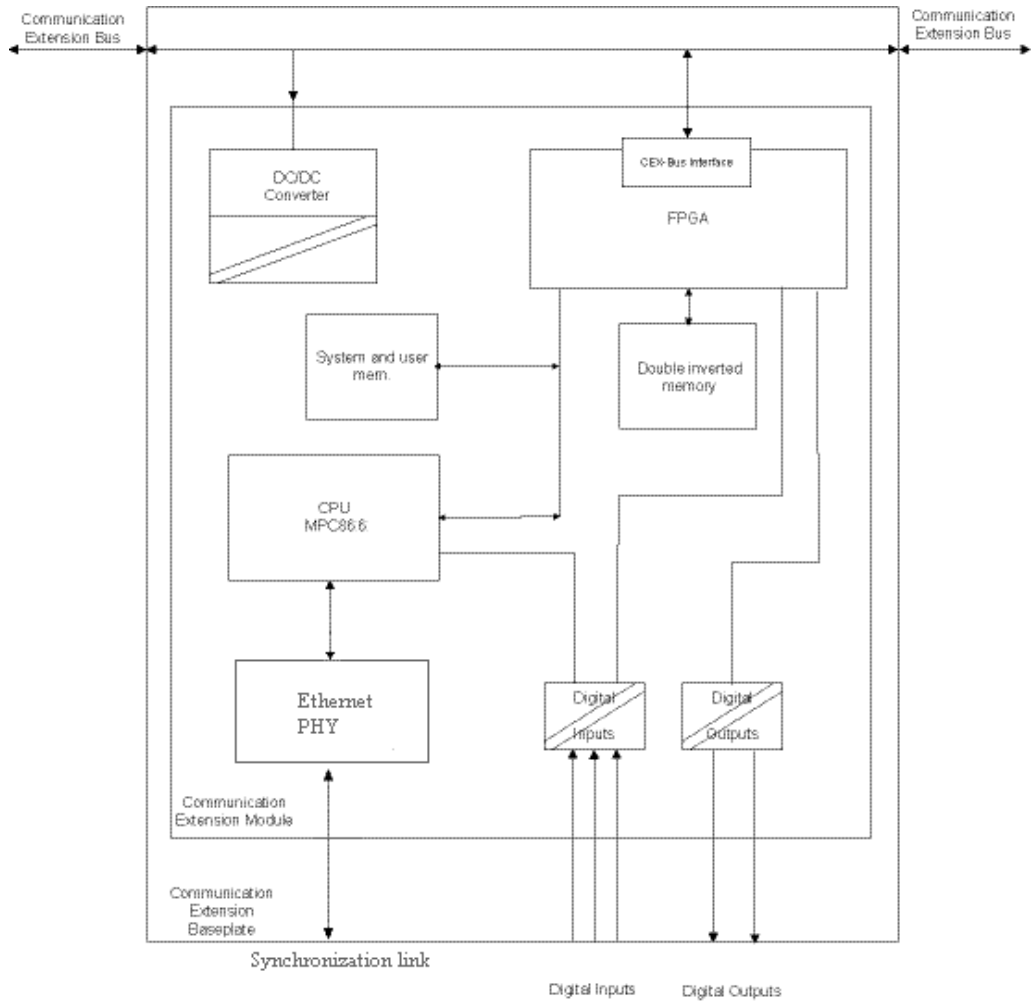 Communication
Extension Bus
Communication
Extension Bus
DC/DC
Converter
CEX-Bus Interface
FPGA
System and user
mem.
Double inverted
memory
CPU
MPC866
Ethernet
PHY
Digital
Inputs
Digital
Outputs
Communication
Extension Module
Communication
Extension
Baseplate
Synchronization link
Digital Inputs
Digital Outputs